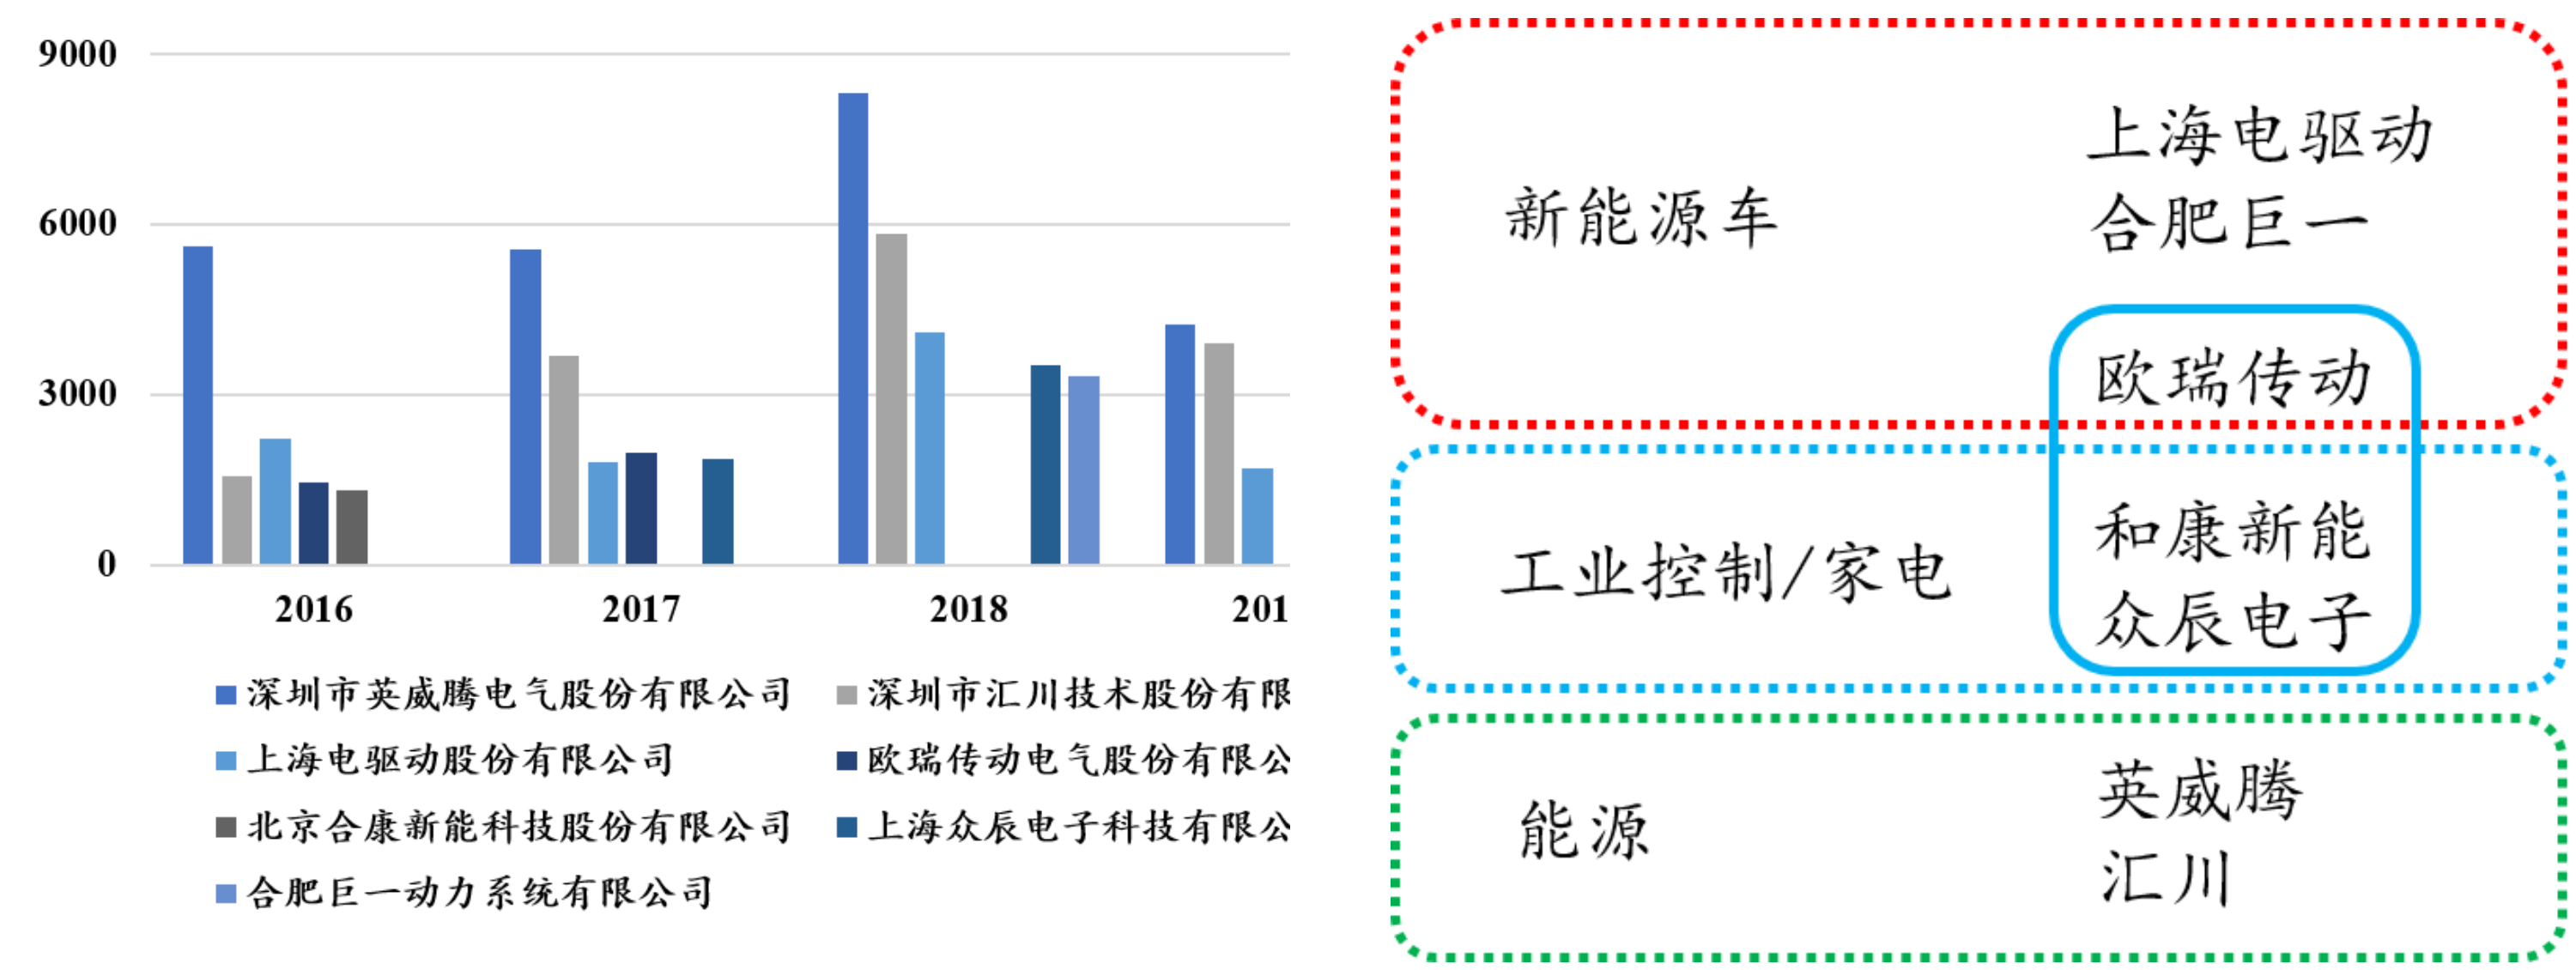 9000
6000
3000
0
2016
2017
2018
201
深圳市英威腾电气股份有限公司
深圳市汇川技术股份有限
上海电驱动股份有限公司
欧瑞传动电气股份有限公
北京合康新能科技股份有限公司
上海众辰电子科技有限公
合肥巨一动力系统有限公司
新能源车
上海电驱动
合肥巨一
欧瑞传动
工业控制/家电
和康新能
众辰电子
能源
英威腾
汇川